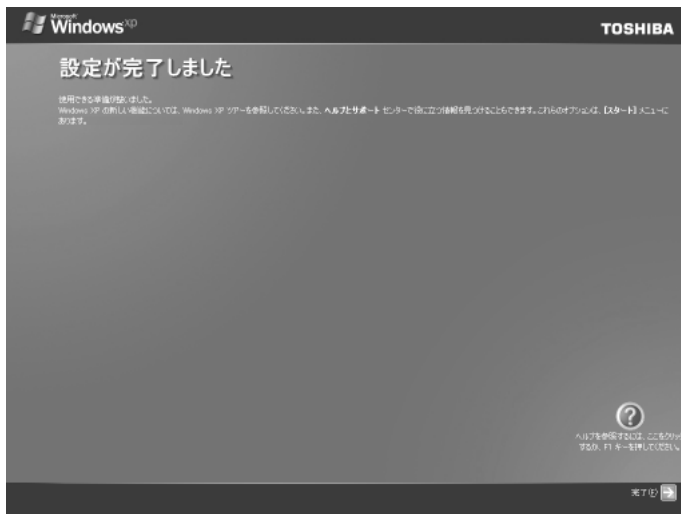 Microsoft
Windows xp
TOSHIBA
設定が完了しました
使用できる準備が整いました。
Windows XP の新しい機能については、Windows XP ツアーを参照してください。また、ヘルプとサポート センターで役に立つ情報を見つけることもできます。これらのオプションは、[スタート] メニューに
あります。
ヘルプを参照するには、ここをクリッ
するか、F1 キーを押してください。
完了(F)